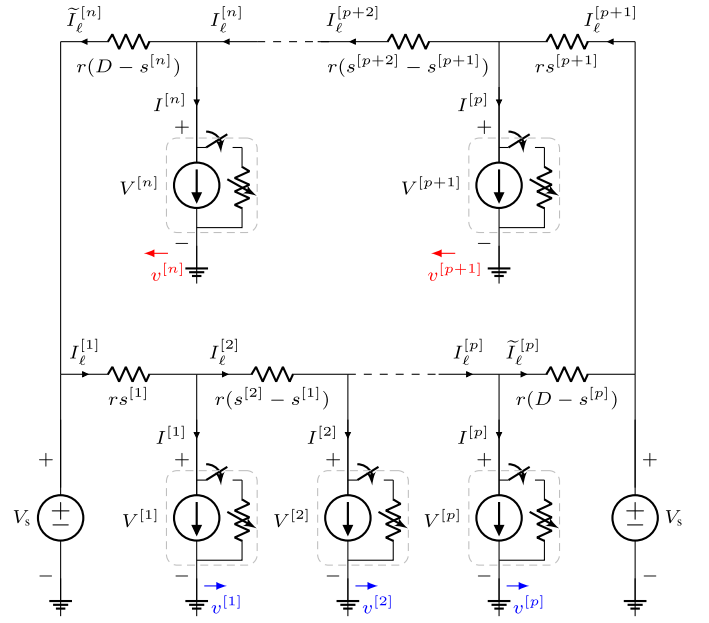 Ĩ_ℓ^[n] I_ℓ^[n] I_ℓ^[p+2] I_ℓ^[p+1]
r(D − s^[n]) r(s^[p+2] − s^[p+1]) rs^[p+1]
I^[n] I^[p]
+ +
V^[n] V^[p+1]
− −
v^[n] v^[p+1]
I_ℓ^[1] I_ℓ^[2] I_ℓ^[p] Ĩ_ℓ^[p]
rs^[1] r(s^[2] − s^[1]) r(D − s^[p])
I^[1] I^[2] I^[p]
+ + + + +
V_s + − V^[1] V^[2] V^[p] + − V_s
− − − − −
v^[1] v^[2] v^[p]